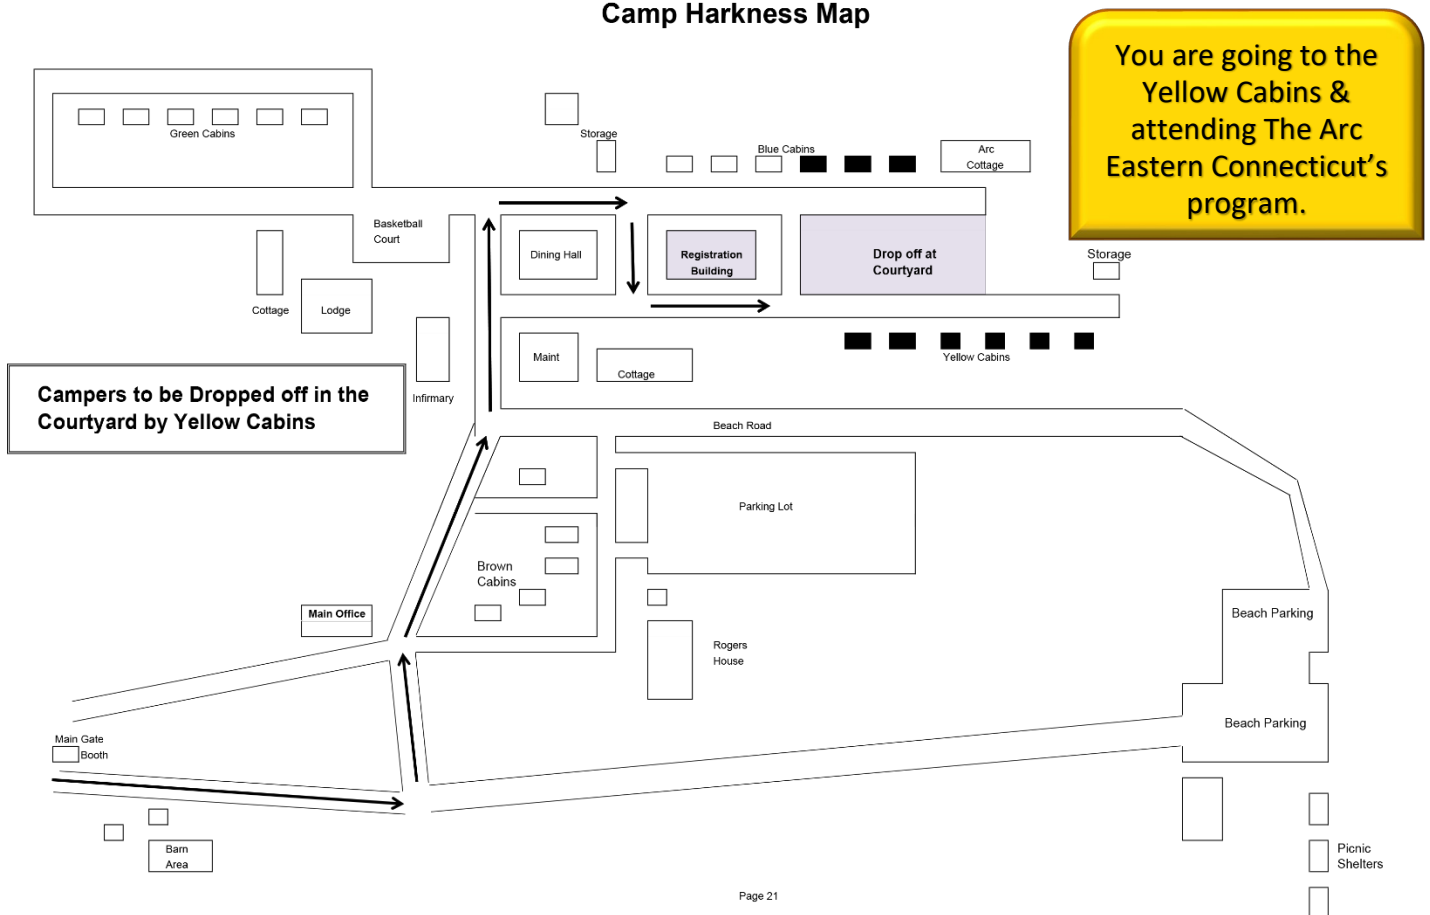 Camp Harkness Map
You are going to the
Yellow Cabins &
attending The Arc
Eastern Connecticut's
program.
Green Cabins
Storage
Blue Cabins
Arc
Cottage
Basketball
Court
Dining Hall
Registration
Building
Drop off at
Courtyard
Storage
Cottage
Lodge
Maint
Cottage
Yellow Cabins
Infirmary
Campers to be Dropped off in the
Courtyard by Yellow Cabins
Beach Road
Parking Lot
Brown
Cabins
Main Office
Rogers
House
Beach Parking
Beach Parking
Main Gate
Booth
Barn
Area
Picnic
Shelters
Page 21